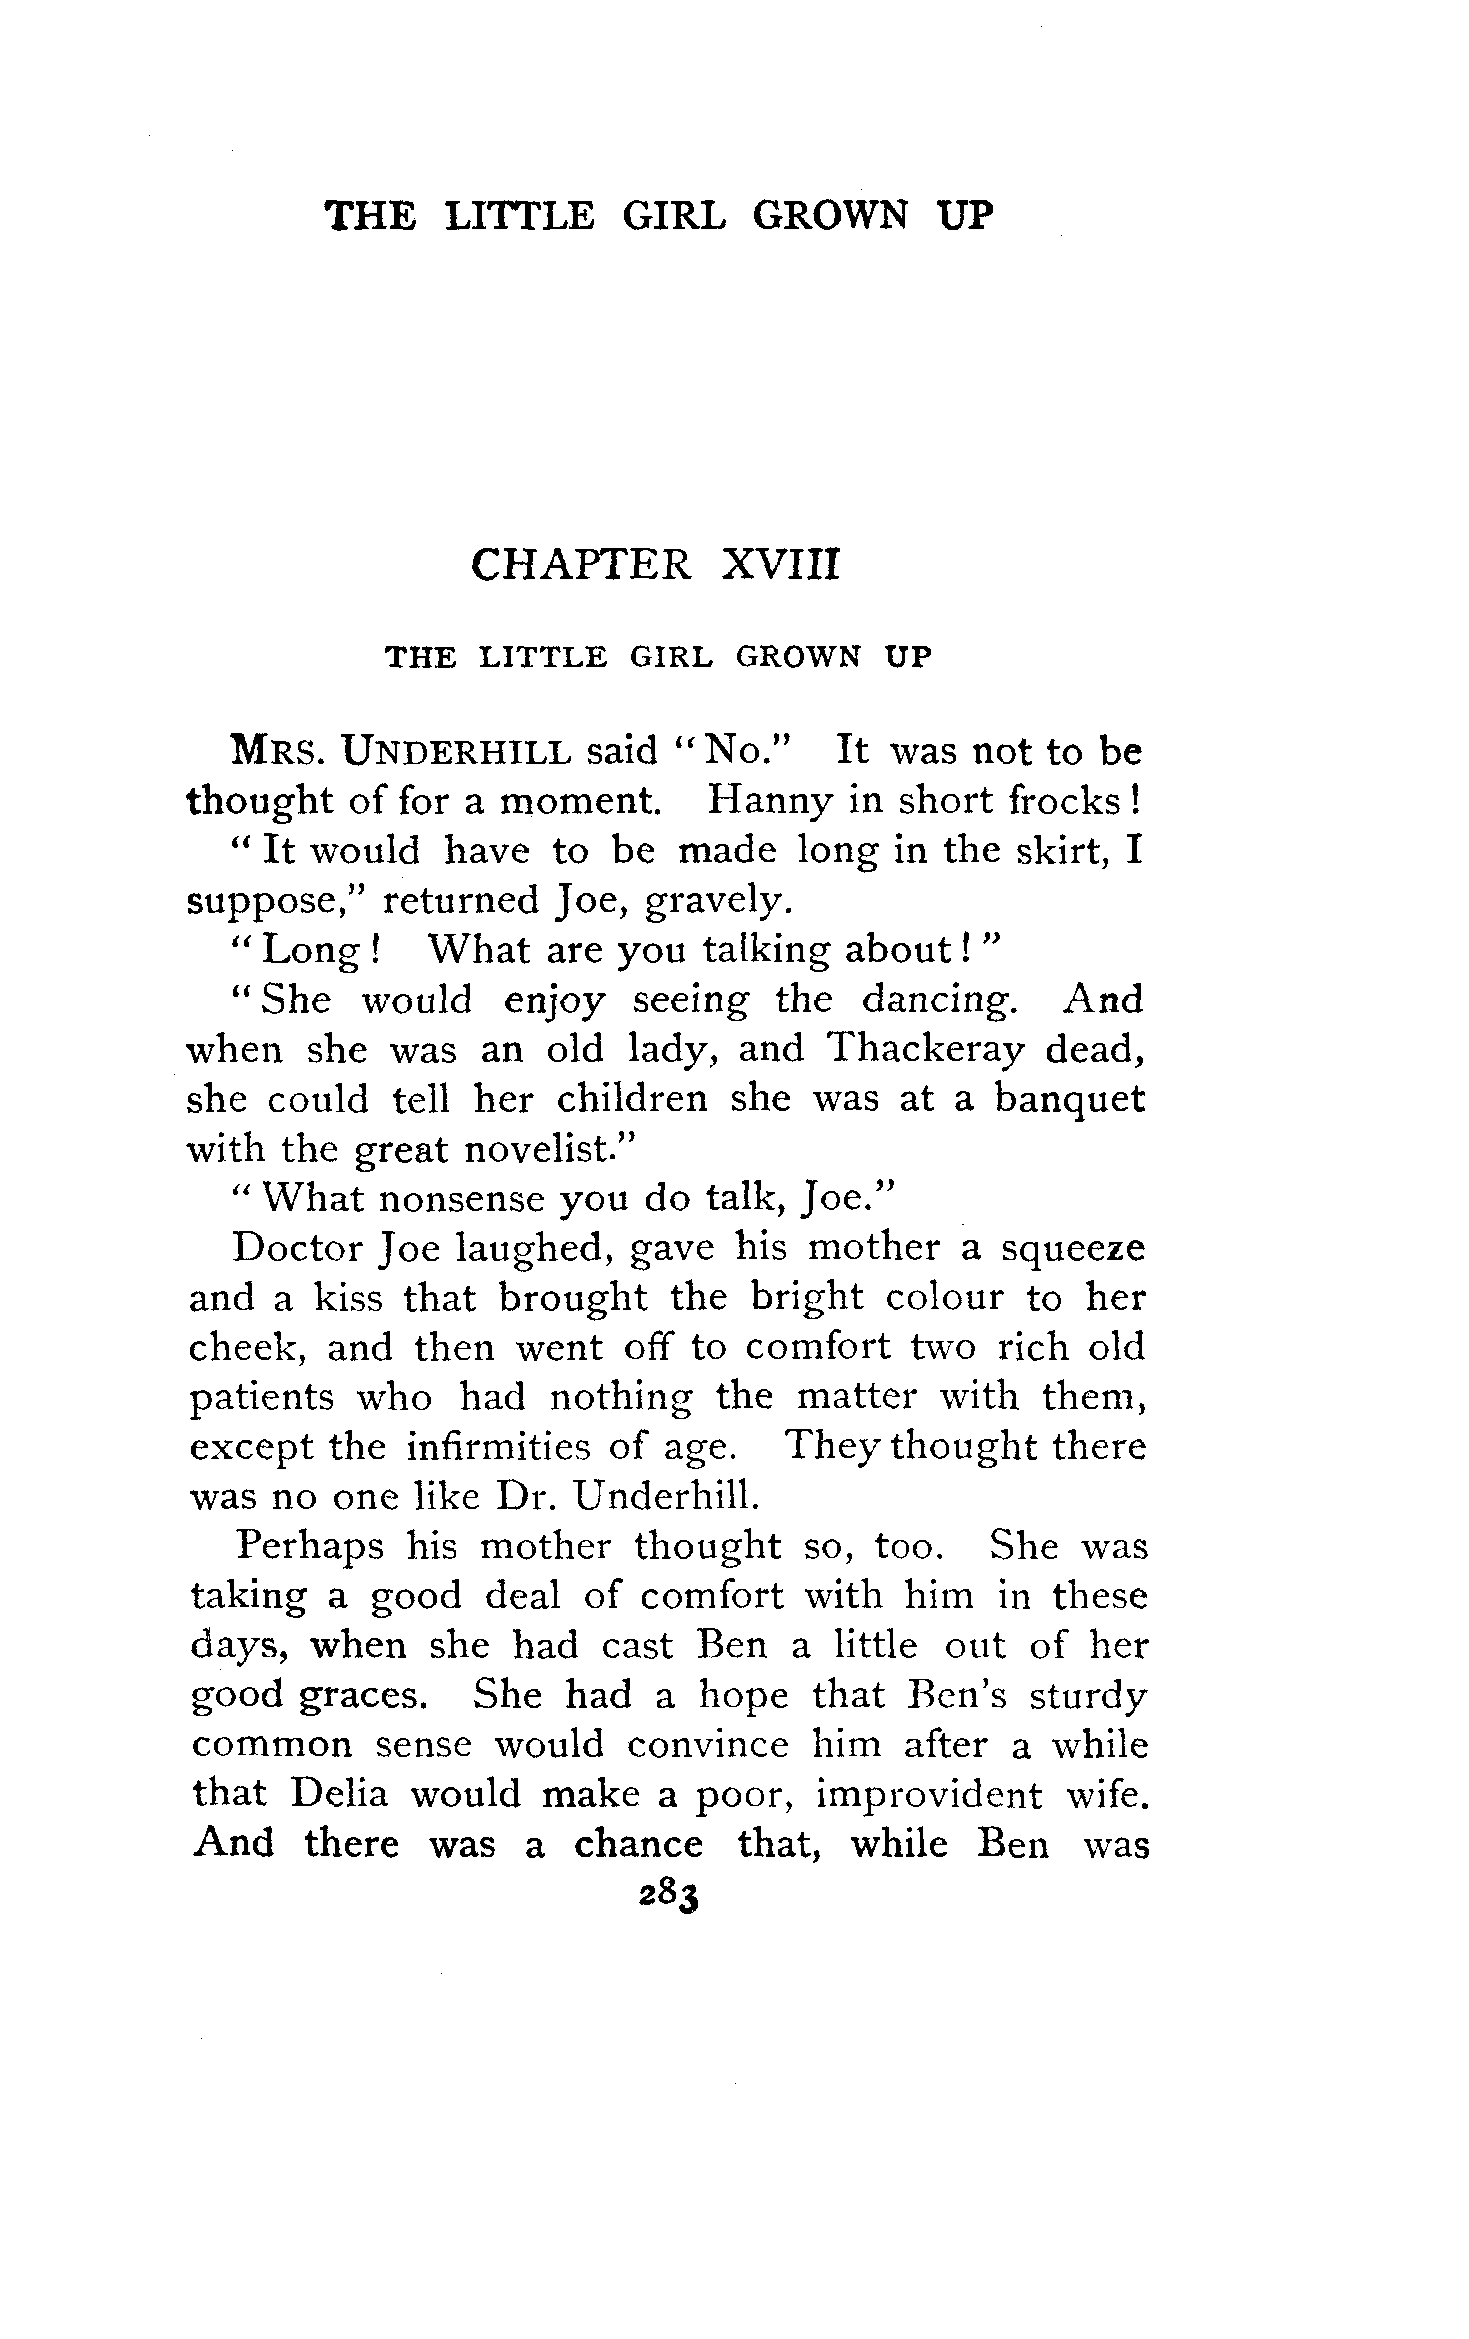 THE LITTLE GIRL GROWN UP
CHAPTER XVIII
THE LITTLE GIRL GROWN UP
MRS. UNDERHILL said "No." It was not to be
thought of for a moment. Hanny in short frocks!
"It would have to be made long in the skirt, I
suppose," returned Joe, gravely.
"Long! What are you talking about!"
"She would enjoy seeing the dancing. And
when she was an old lady, and Thackeray dead,
she could tell her children she was at a banquet
with the great novelist."
"What nonsense you do talk, Joe."
Doctor Joe laughed, gave his mother a squeeze
and a kiss that brought the bright colour to her
cheek, and then went off to comfort two rich old
patients who had nothing the matter with them,
except the infirmities of age. They thought there
was no one like Dr. Underhill.
Perhaps his mother thought so, too. She was
taking a good deal of comfort with him in these
days, when she had cast Ben a little out of her
good graces. She had a hope that Ben's sturdy
common sense would convince him after a while
that Delia would make a poor, improvident wife.
And there was a chance that, while Ben was
283